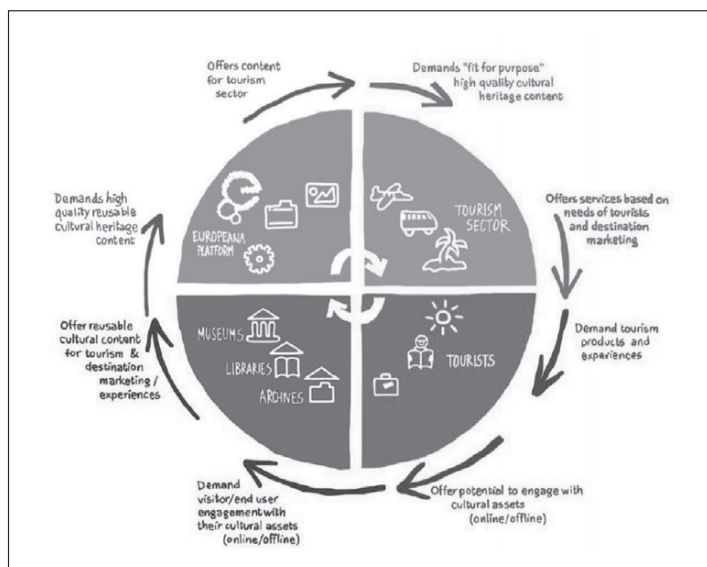 Offers content
for tourism
sector
Demands "fit for purpose"
high quality cultural
heritage content
Demands high
quality reusable
cultural heritage
content
EUROPEANA
PLATFORM
TOURISM
SECTOR
Offers services based on
needs of tourists
and destination
marketing
Offer reusable
cultural content
for tourism &
destination
marketing/
experiences
MUSEUMS
LIBRARIES
ARCHIVES
TOURISTS
Demand tourism
products and
experiences
Demand
visitor/end user
engagement with
their cultural assets
(online/offline)
Offer potential to engage with
cultural assets
(online/offline)